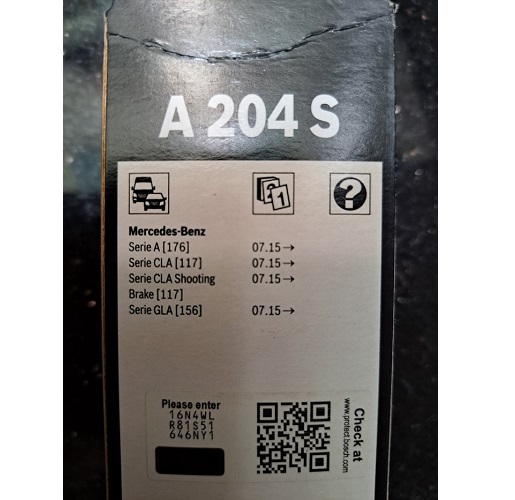 A 204 S
1 ?
Mercedes-Benz
Serie A [176] 07.15→
Serie CLA [117] 07.15→
Serie CLA Shooting 07.15→
Brake [117]
Serie GLA [156] 07.15→
Please enter
16N4WL
R81S51
646NY1
Check at
www.protect.bosch.com